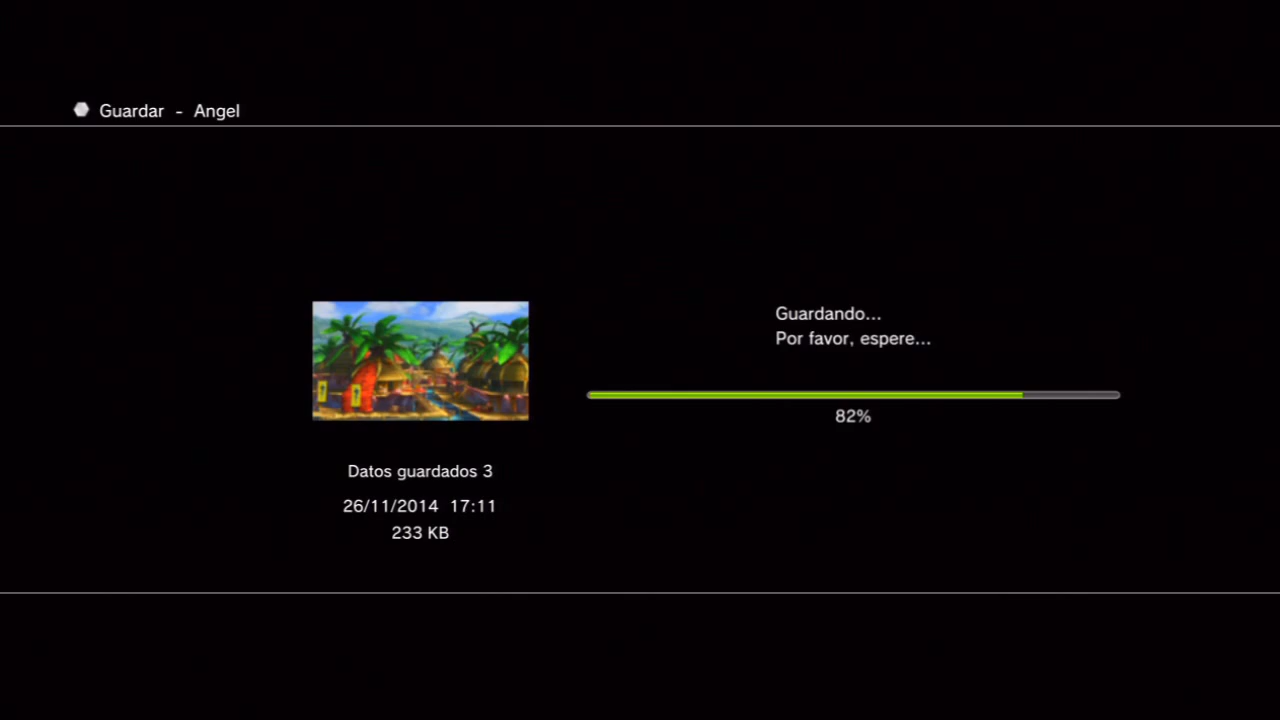 Guardar - Angel
Guardando...
Por favor, espere...
82%
Datos guardados 3
26/11/2014 17:11
233 KB